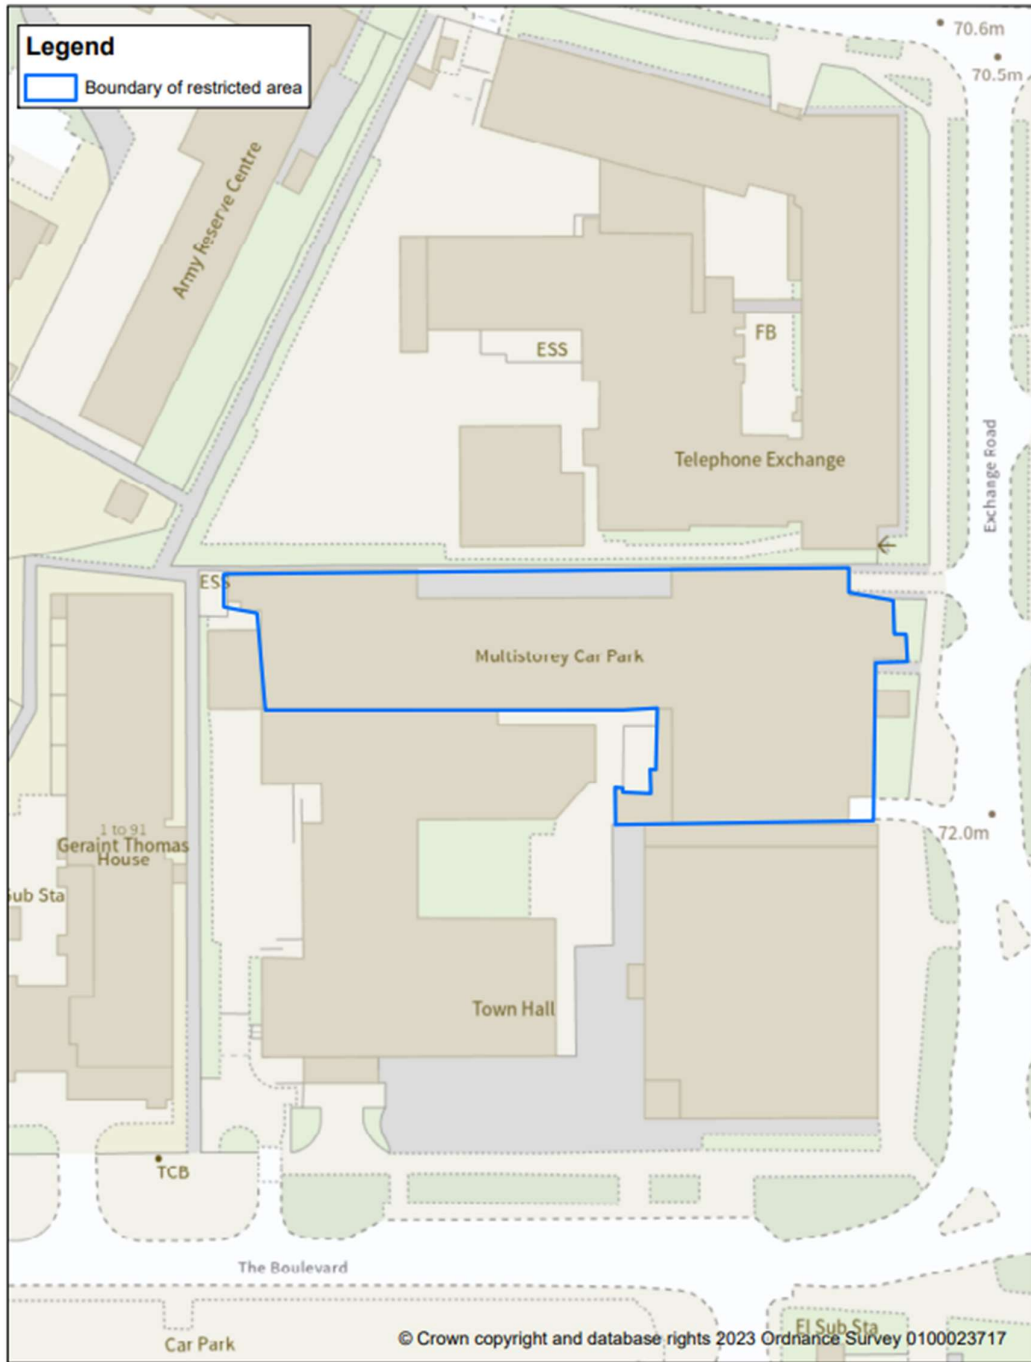 Legend
Boundary of restricted area
70.6m
70.5m
Army Reserve Centre
ESS
FB
Telephone Exchange
Exchange Road
ESS
Multistorey Car Park
72.0m
1 to 91
Geraint Thomas
House
Sub Sta
Town Hall
TCB
The Boulevard
El Sub Sta
Car Park
© Crown copyright and database rights 2023 Ordnance Survey 0100023717